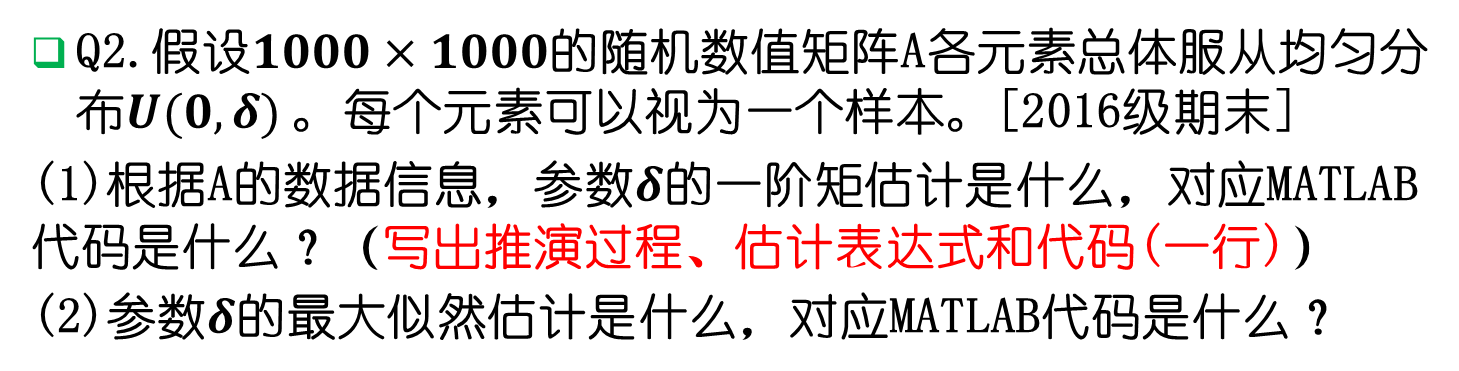 ❑ Q2.假设1000 × 1000的随机数值矩阵A各元素总体服从均匀分
布U(0,δ)。每个元素可以视为一个样本。[2016级期末]
(1)根据A的数据信息，参数δ的一阶矩估计是什么，对应MATLAB
代码是什么？（写出推演过程、估计表达式和代码(一行)）
(2)参数δ的最大似然估计是什么，对应MATLAB代码是什么？